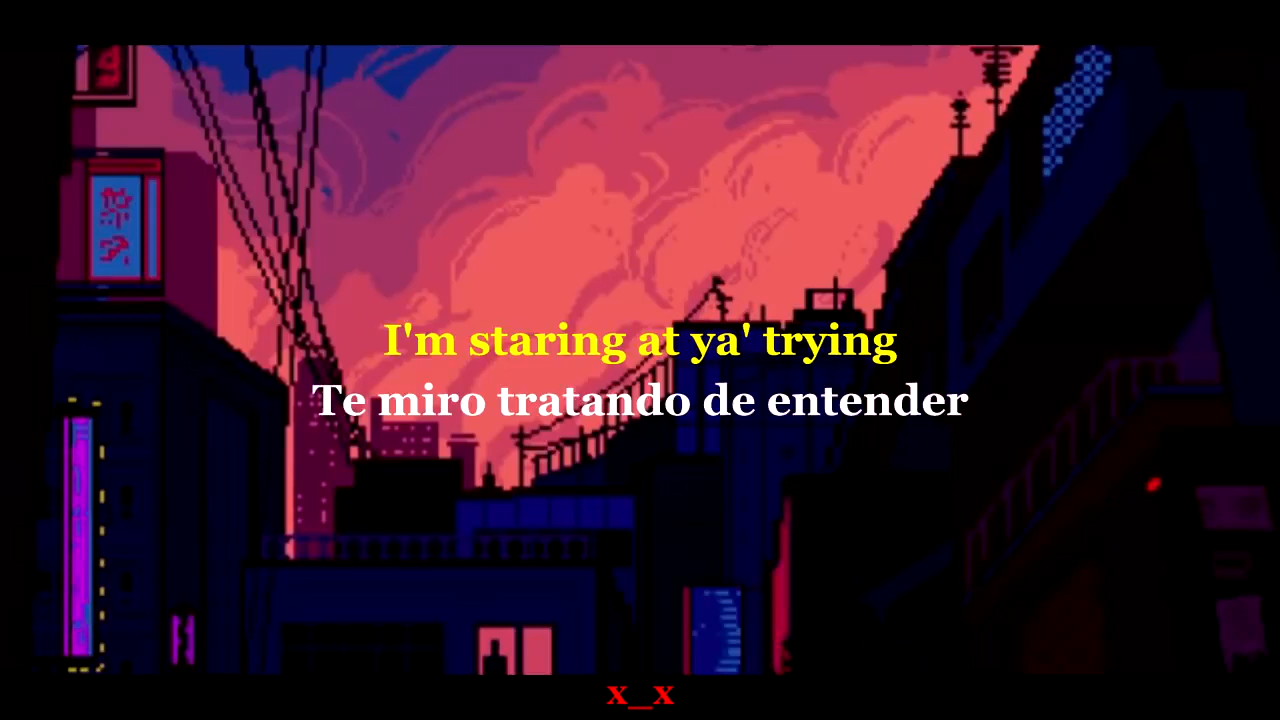 I'm staring at ya' trying
Te miro tratando de entender
x_x